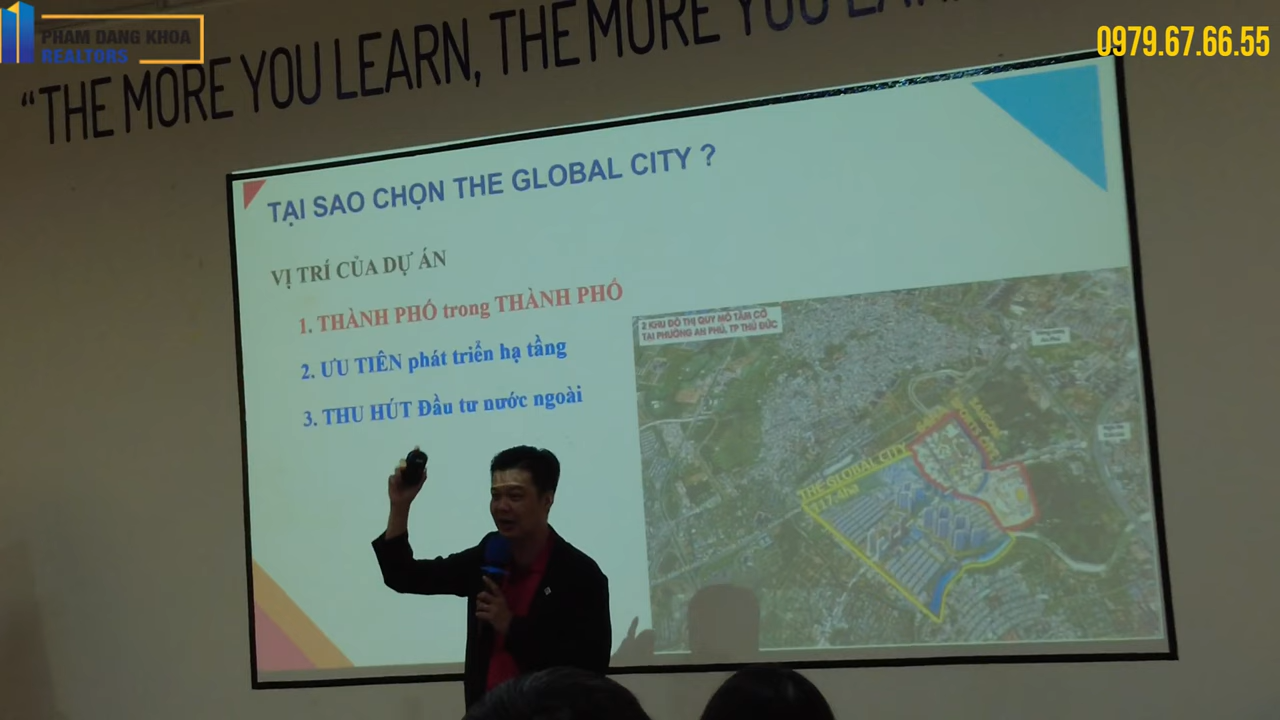 PHAM DANG KHOA
REALTORS
0979.67.66.55
“THE MORE YOU LEARN, THE MORE YOU
TẠI SAO CHỌN THE GLOBAL CITY ?
VỊ TRÍ CỦA DỰ ÁN
1. THÀNH PHỐ trong THÀNH PHỐ
2. ƯU TIÊN phát triển hạ tầng
3. THU HÚT Đầu tư nước ngoài
2 KHU ĐÔ THỊ QUY MÔ TẦM CỠ
TẠI PHƯỜNG AN PHÚ, TP THỦ ĐỨC
THE GLOBAL CITY